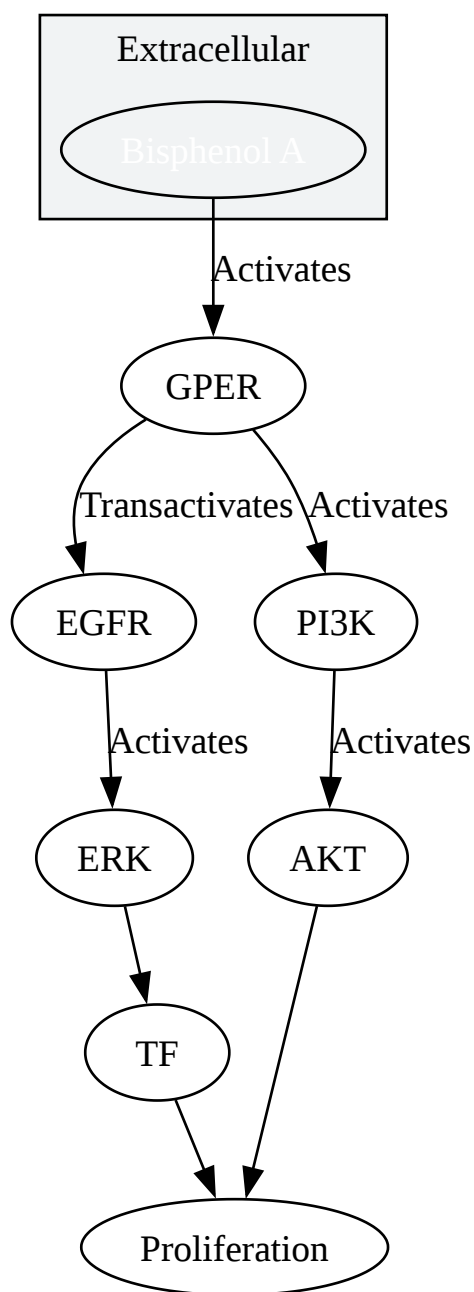 Extracellular
Bisphenol A
Activates
GPER
Transactivates
Activates
EGFR
PI3K
Activates
Activates
ERK
AKT
TF
Proliferation